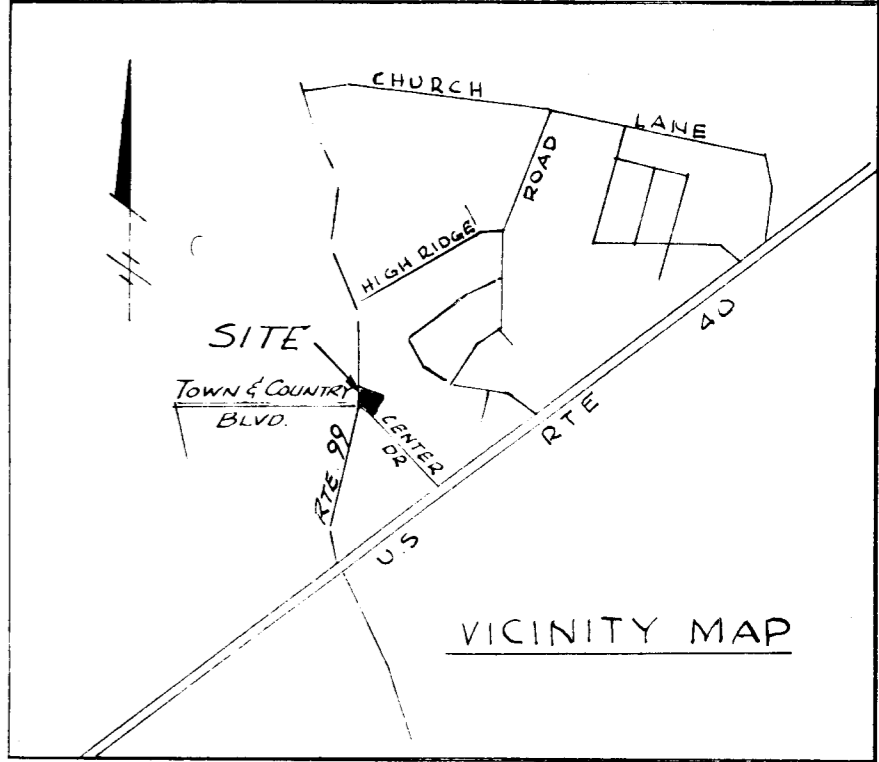 CHURCH
LANE
ROAD
HIGH RIDGE
N
SITE
40
TOWN & COUNTRY
BLVD.
CENTER
DR
RTE
RTE. 99
U.S
VICINITY MAP